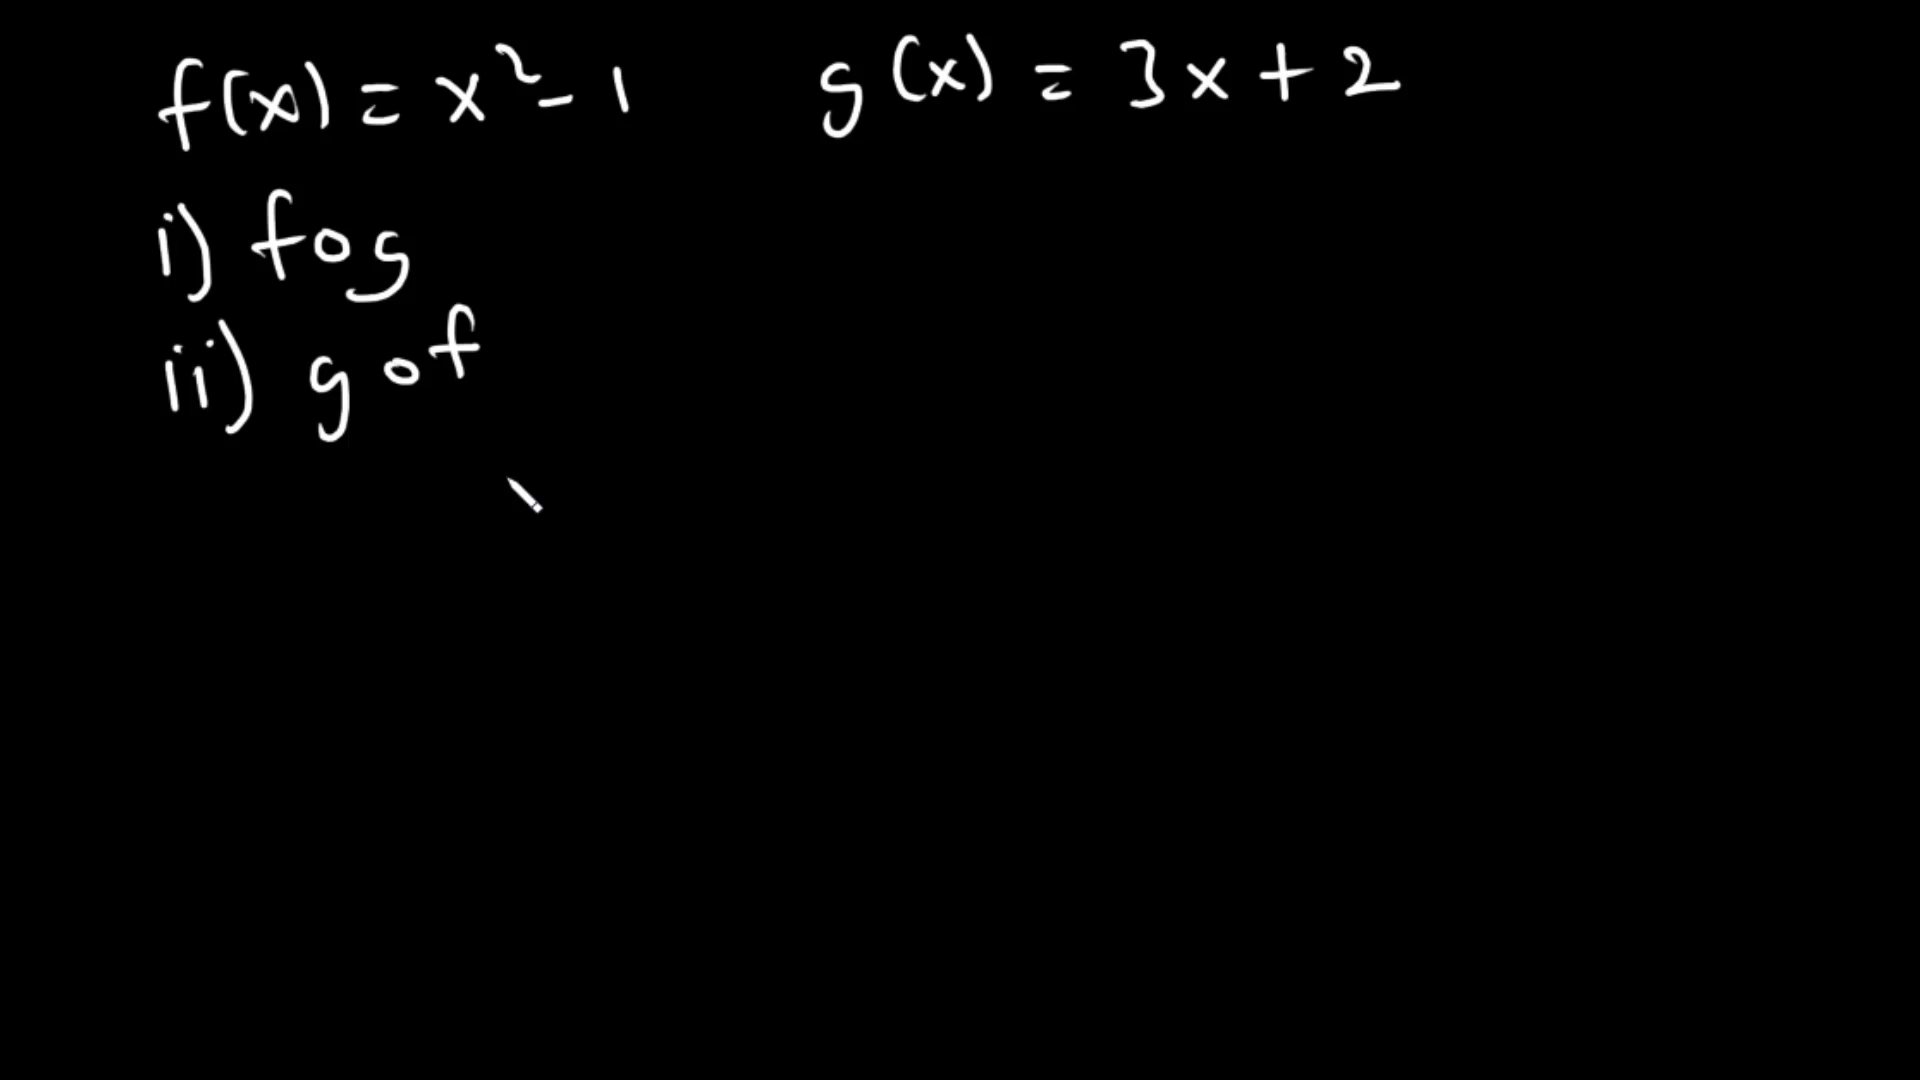 f(x) = x² - 1 g(x) = 3x + 2
i) fog
ii) gof